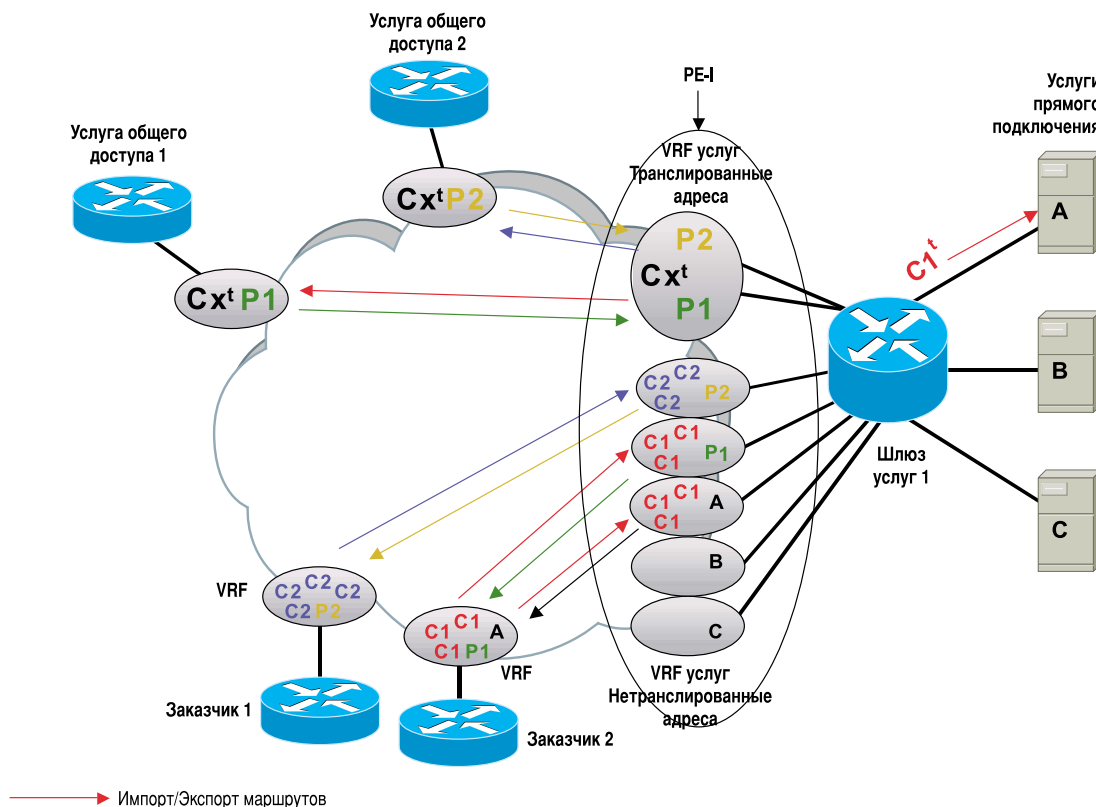 Услуга общего
доступа 2
Услуга общего
доступа 1
PE-I
Услуги
прямого
подключения
VRF услуг
Транслированные
адреса
Cxᵗ P2
Cxᵗ P1
P2
Cxᵗ
P1
C1ᵗ
A
B
C
C2 C2 P2
C2
C1 C1 P1
C1
C1 C1 A
C1
B
C
Шлюз
услуг 1
VRF
C2 C2 C2
C2 P2
C1 C1 A
C1 P1
VRF
VRF услуг
Нетранслированные
адреса
Заказчик 1
Заказчик 2
Импорт/Экспорт маршрутов